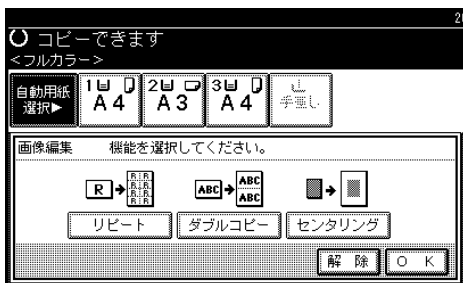 2
コピーできます
<フルカラー>
自動用紙
選択▶
1
A4
2
A3
3
A4
手差し
画像編集 機能を選択してください。
R
R R
R R
R R
R R
ABC
ABC
ABC
リピート
ダブルコピー
センタリング
解 除
O K